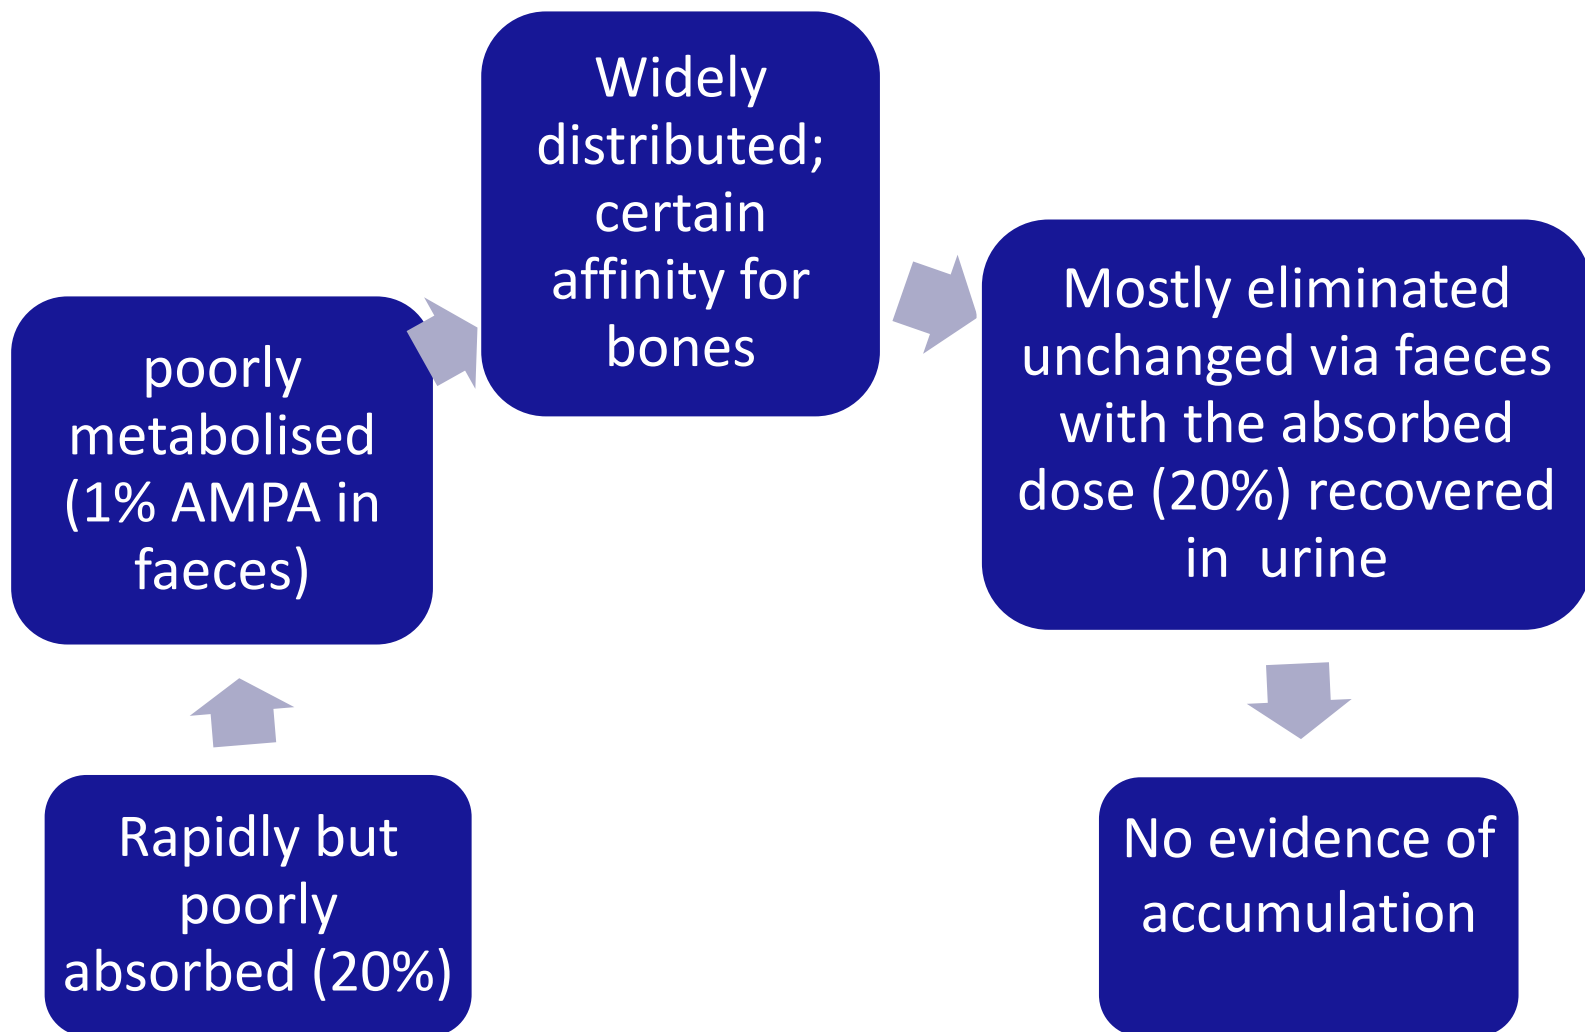 Rapidly but
poorly
absorbed (20%)
poorly
metabolised
(1% AMPA in
faeces)
Widely
distributed;
certain
affinity for
bones
Mostly eliminated
unchanged via faeces
with the absorbed
dose (20%) recovered
in  urine
No evidence of
accumulation